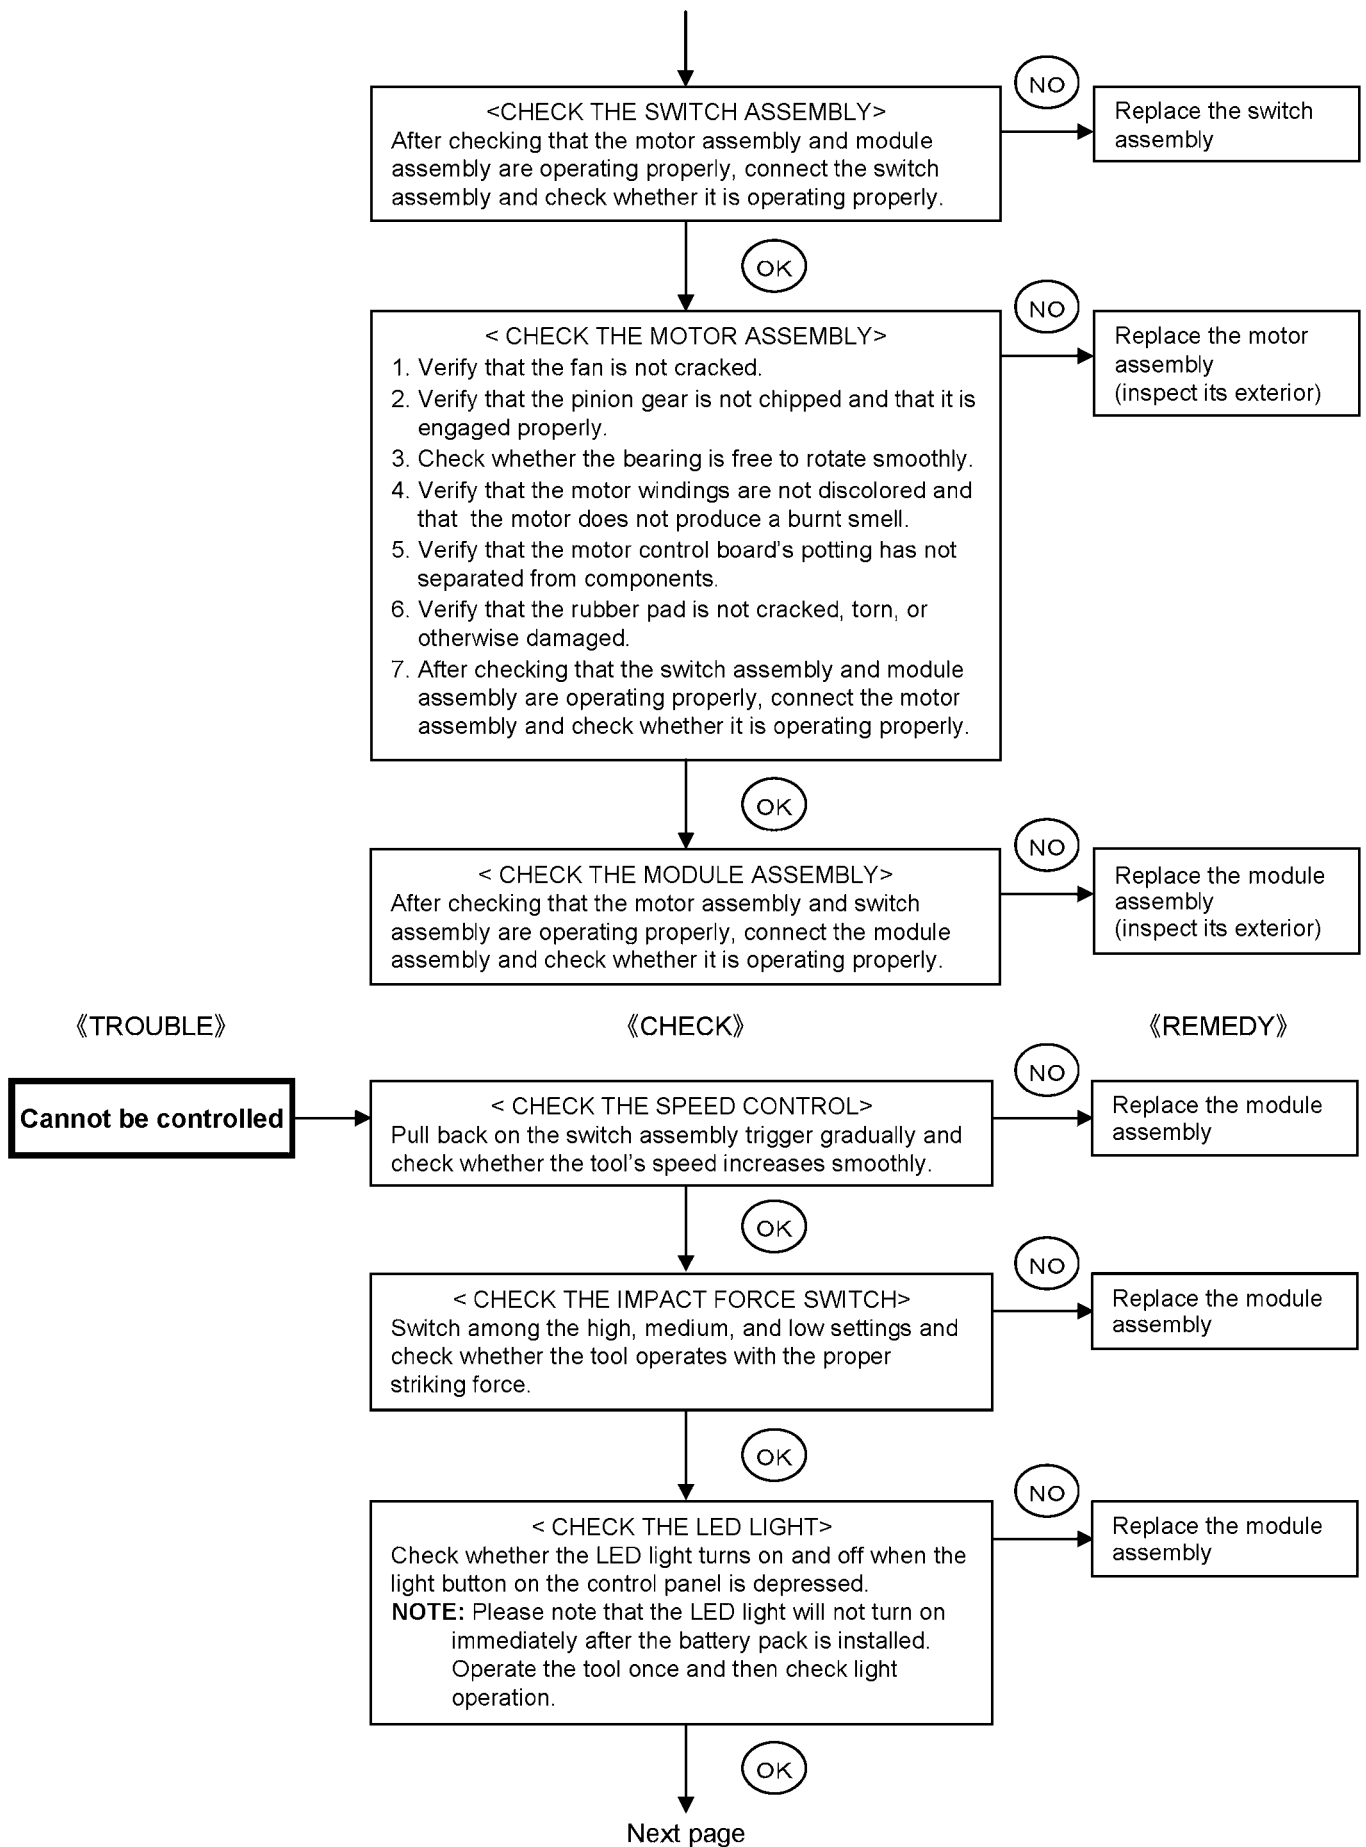 <CHECK THE SWITCH ASSEMBLY>
After checking that the motor assembly and module
assembly are operating properly, connect the switch
assembly and check whether it is operating properly.
NO
Replace the switch
assembly
OK
< CHECK THE MOTOR ASSEMBLY>
1. Verify that the fan is not cracked.
2. Verify that the pinion gear is not chipped and that it is
engaged properly.
3. Check whether the bearing is free to rotate smoothly.
4. Verify that the motor windings are not discolored and
that the motor does not produce a burnt smell.
5. Verify that the motor control board's potting has not
separated from components.
6. Verify that the rubber pad is not cracked, torn, or
otherwise damaged.
7. After checking that the switch assembly and module
assembly are operating properly, connect the motor
assembly and check whether it is operating properly.
NO
Replace the motor
assembly
(inspect its exterior)
OK
< CHECK THE MODULE ASSEMBLY>
After checking that the motor assembly and switch
assembly are operating properly, connect the module
assembly and check whether it is operating properly.
NO
Replace the module
assembly
(inspect its exterior)
《TROUBLE》
《CHECK》
《REMEDY》
Cannot be controlled
< CHECK THE SPEED CONTROL>
Pull back on the switch assembly trigger gradually and
check whether the tool's speed increases smoothly.
NO
Replace the module
assembly
OK
< CHECK THE IMPACT FORCE SWITCH>
Switch among the high, medium, and low settings and
check whether the tool operates with the proper
striking force.
NO
Replace the module
assembly
OK
< CHECK THE LED LIGHT>
Check whether the LED light turns on and off when the
light button on the control panel is depressed.
NOTE: Please note that the LED light will not turn on
immediately after the battery pack is installed.
Operate the tool once and then check light
operation.
NO
Replace the module
assembly
OK
Next page